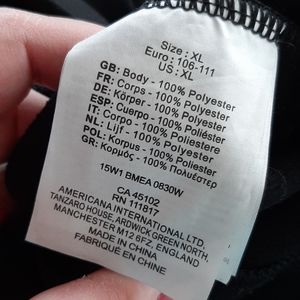 Size : XL
Euro : 106-111
US : XL
GB: Body - 100% Polyester
FR: Corps - 100% Polyester
DE: Körper - 100% Polyester
ESP: Cuerpo - 100% Poliéster
IT: Corpo - 100% Poliestere
NL: Lijf - 100% Polyester
POL: Korpus - 100% Polyester
GR: Κορμός - 100% Πολυέστερ
15W1 BMEA 0830W
CA 45102
RN 111817
AMERICANA INTERNATIONAL LTD.
TANZARO HOUSE, ARDWICK GREEN NORTH,
MANCHESTER M12 6FZ. ENGLAND
MADE IN CHINA
FABRIQUÉ EN CHINE